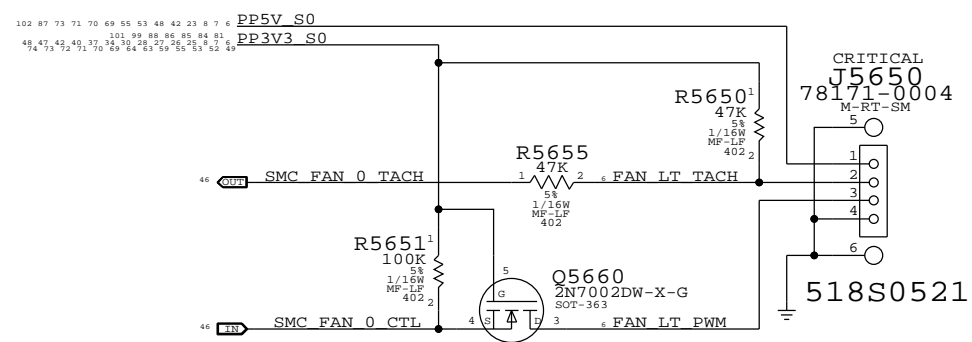 102 87 73 71 70 69 55 53 48 42 23 8 7 6 PP5V_S0
101 99 88 86 85 84 81
48 47 42 40 37 34 30 28 27 26 25 8 7 6 PP3V3_S0
74 73 72 71 70 69 64 63 59 55 53 52 49
CRITICAL
J5650
78171-0004
M-RT-SM
R5650 1
47K
5%
1/16W
MF-LF
402 2
5
1
2
3
4
6
518S0521
R5655
47K
46 OUT SMC_FAN_0_TACH 1 2 6 FAN_LT_TACH
5%
1/16W
MF-LF
402
R5651 1
100K
5%
1/16W
MF-LF
402 2
5
G
Q5660
2N7002DW-X-G
SOT-363
46 IN SMC_FAN_0_CTL 4 S D 3 6 FAN_LT_PWM